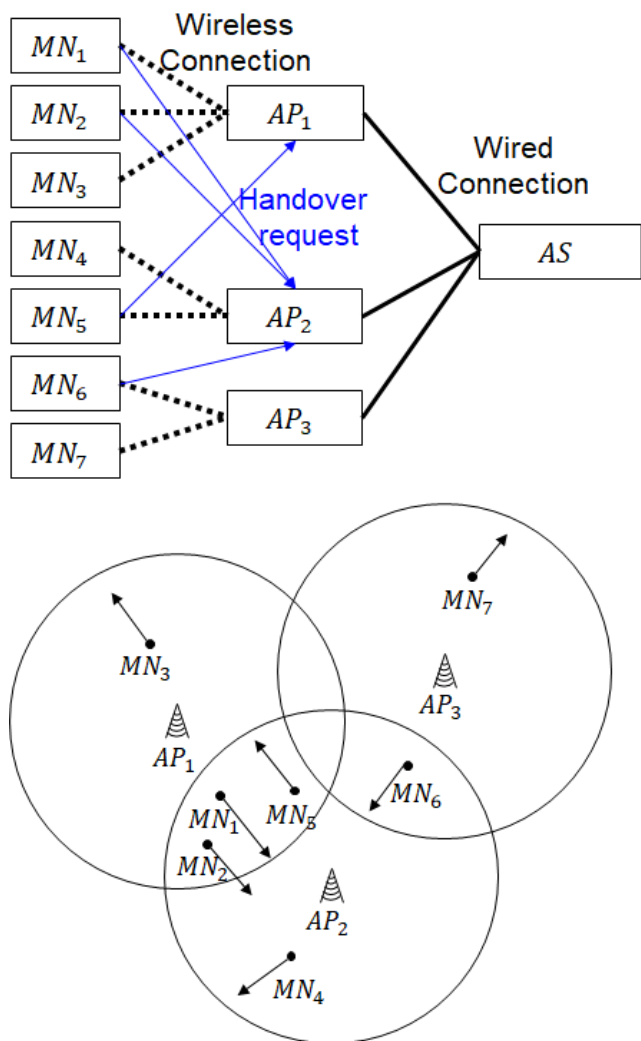 Wireless
Connection
MN₁
MN₂
MN₃
MN₄
MN₅
MN₆
MN₇
AP₁
Handover
request
AP₂
AP₃
Wired
Connection
AS
MN₇
MN₃
AP₃
AP₁
MN₆
MN₁
MN₅
MN₂
AP₂
MN₄